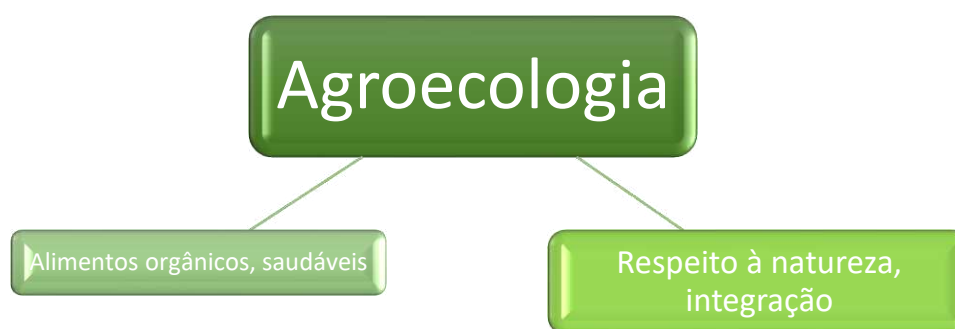 Agroecologia
Alimentos orgânicos, saudáveis
Respeito à natureza,
integração